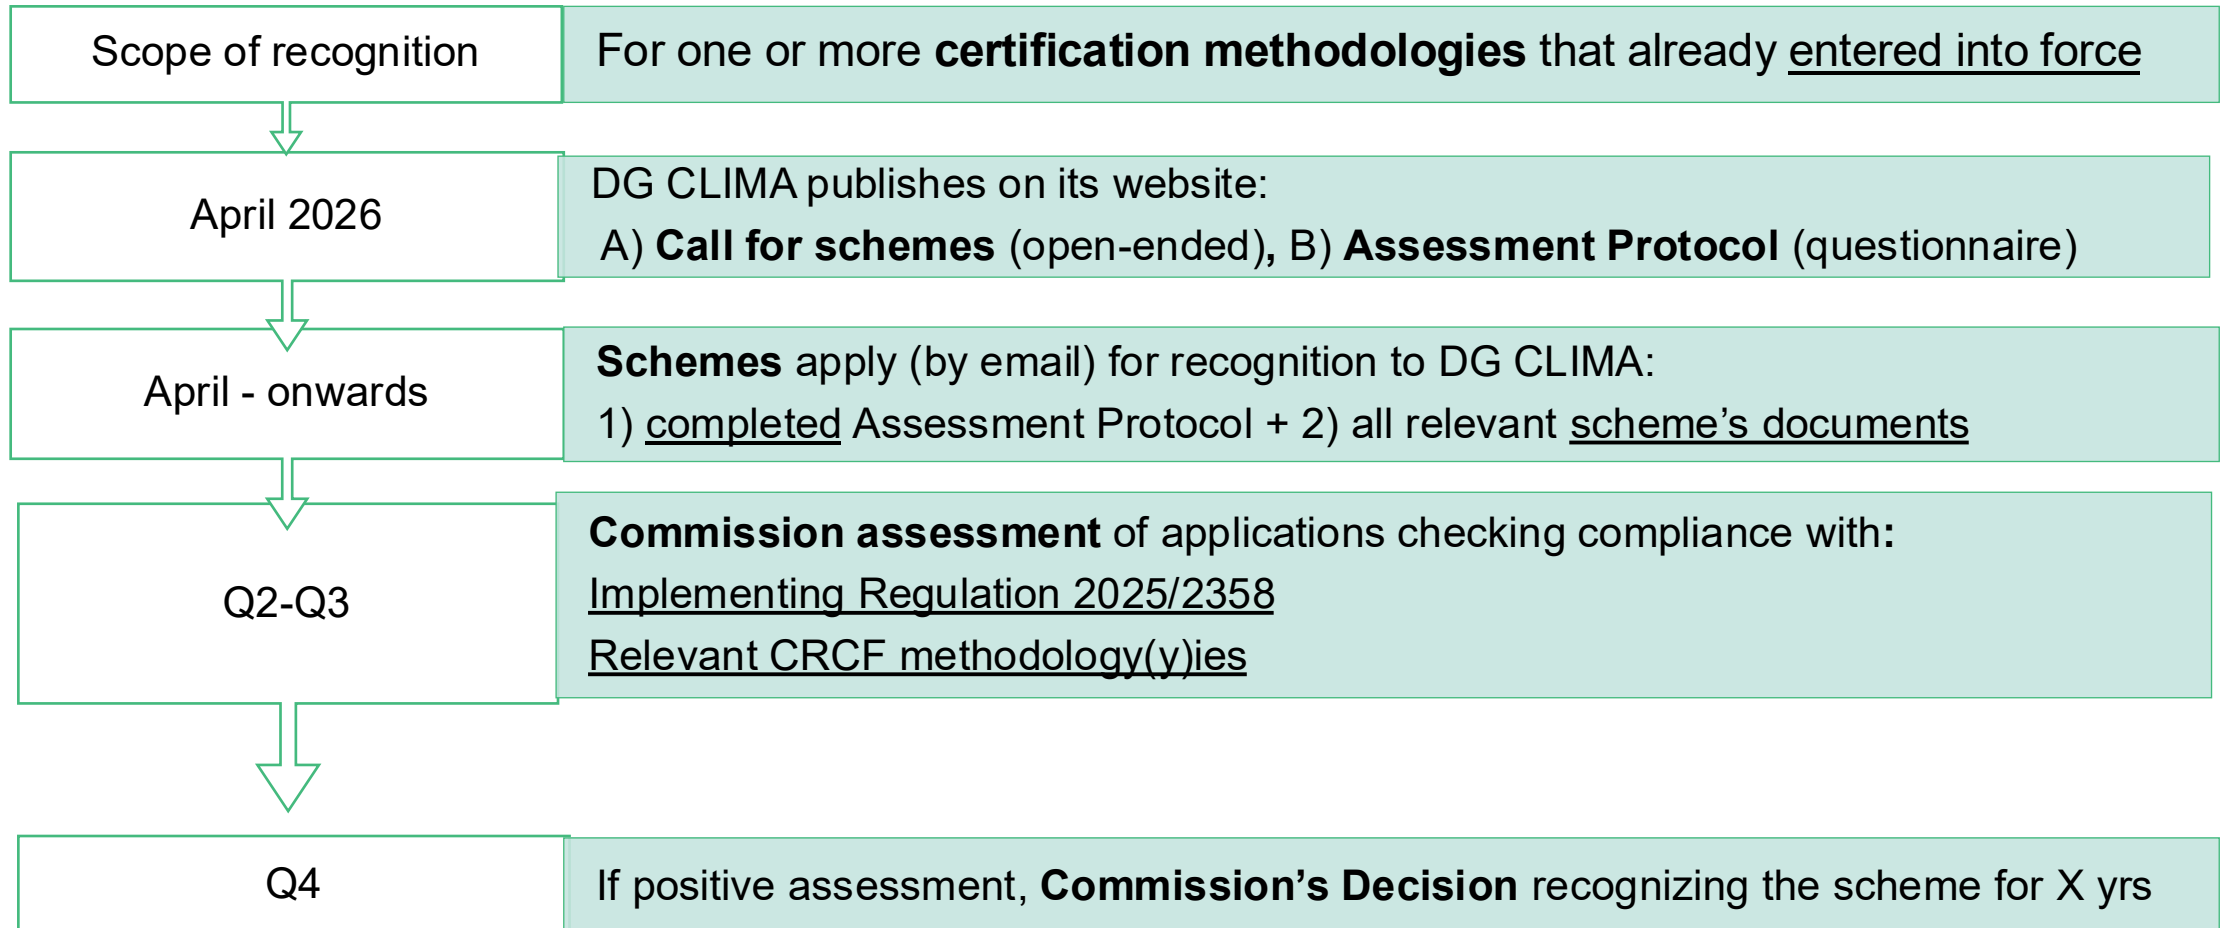 Scope of recognition
For one or more certification methodologies that already entered into force
April 2026
DG CLIMA publishes on its website:
A) Call for schemes (open-ended), B) Assessment Protocol (questionnaire)
April - onwards
Schemes apply (by email) for recognition to DG CLIMA:
1) completed Assessment Protocol + 2) all relevant scheme’s documents
Q2-Q3
Commission assessment of applications checking compliance with:
Implementing Regulation 2025/2358
Relevant CRCF methodology(y)ies
Q4
If positive assessment, Commission’s Decision recognizing the scheme for X yrs